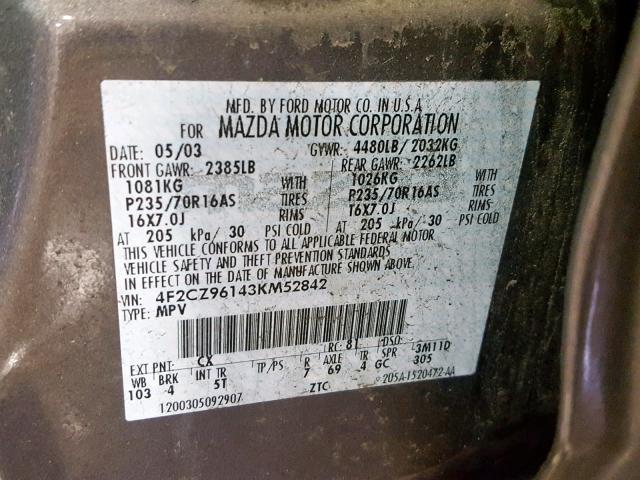 MFD. BY FORD MOTOR CO. IN U.S.A
FOR MAZDA MOTOR CORPORATION
DATE: 05/03 GVWR: 4480LB/ 2032KG
FRONT GAWR: 2385LB REAR GAWR: 2262LB
1081KG WITH 1026KG WITH
P235/70R16AS TIRES P235/70R16AS TIRES
16X7.0J RIMS 16X7.0J RIMS
AT 205 kPa/ 30 PSI COLD AT 205 kPa/ 30 PSI COLD
THIS VEHICLE CONFORMS TO ALL APPLICABLE FEDERAL MOTOR
VEHICLE SAFETY AND THEFT PREVENTION STANDARDS
IN EFFECT ON THE DATE OF MANUFACTURE SHOWN ABOVE.
VIN: 4F2CZ96143KM52842
TYPE: MPV
RC: 81 DSO:
EXT PNT: CX 3M11D
WB BRK INT TR TP/PS R AXLE TR SPR
103 4 5T 7 69 4 GC 305
1200305092907 ZTC 205A-1520472-AA